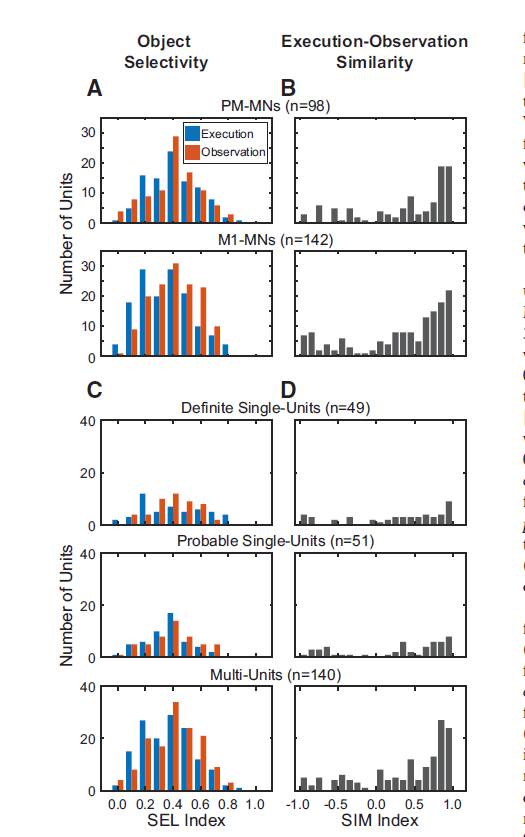 Object
Selectivity
Execution-Observation
Similarity
A
B
PM-MNs (n=98)
Execution
Observation
30
20
10
0
M1-MNs (n=142)
30
20
10
0
Number of Units
C
D
Definite Single-Units (n=49)
40
20
0
Probable Single-Units (n=51)
40
20
0
Number of Units
Multi-Units (n=140)
40
20
0
0.0 0.2 0.4 0.6 0.8 1.0
-1.0 -0.5 0.0 0.5 1.0
SEL Index
SIM Index